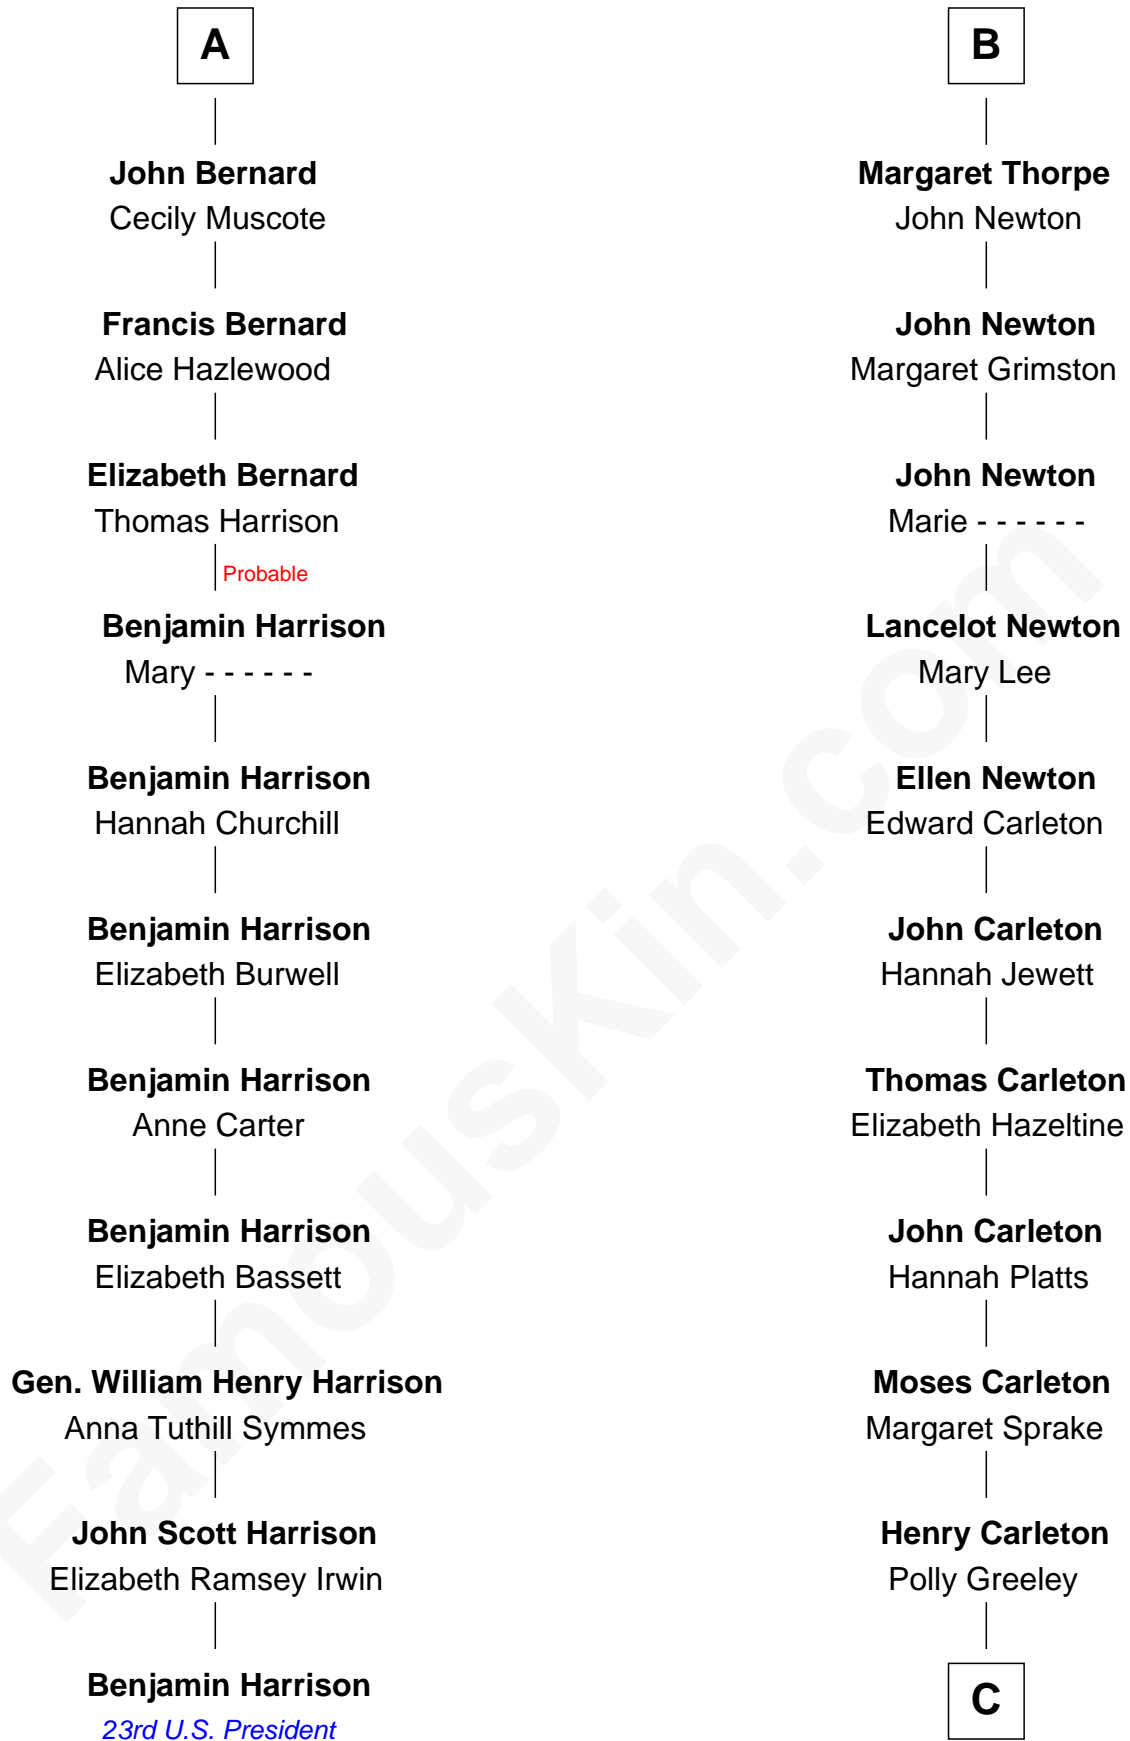 A
John Bernard
Cecily Muscote
Francis Bernard
Alice Hazlewood
Elizabeth Bernard
Thomas Harrison
Probable
Benjamin Harrison
Mary - - - - - -
Benjamin Harrison
Hannah Churchill
Benjamin Harrison
Elizabeth Burwell
Benjamin Harrison
Anne Carter
Benjamin Harrison
Elizabeth Bassett
Gen. William Henry Harrison
Anna Tuthill Symmes
John Scott Harrison
Elizabeth Ramsey Irwin
Benjamin Harrison
23rd U.S. President
B
Margaret Thorpe
John Newton
John Newton
Margaret Grimston
John Newton
Marie - - - - - -
Lancelot Newton
Mary Lee
Ellen Newton
Edward Carleton
John Carleton
Hannah Jewett
Thomas Carleton
Elizabeth Hazeltine
John Carleton
Hannah Platts
Moses Carleton
Margaret Sprake
Henry Carleton
Polly Greeley
C
FamousKin.com